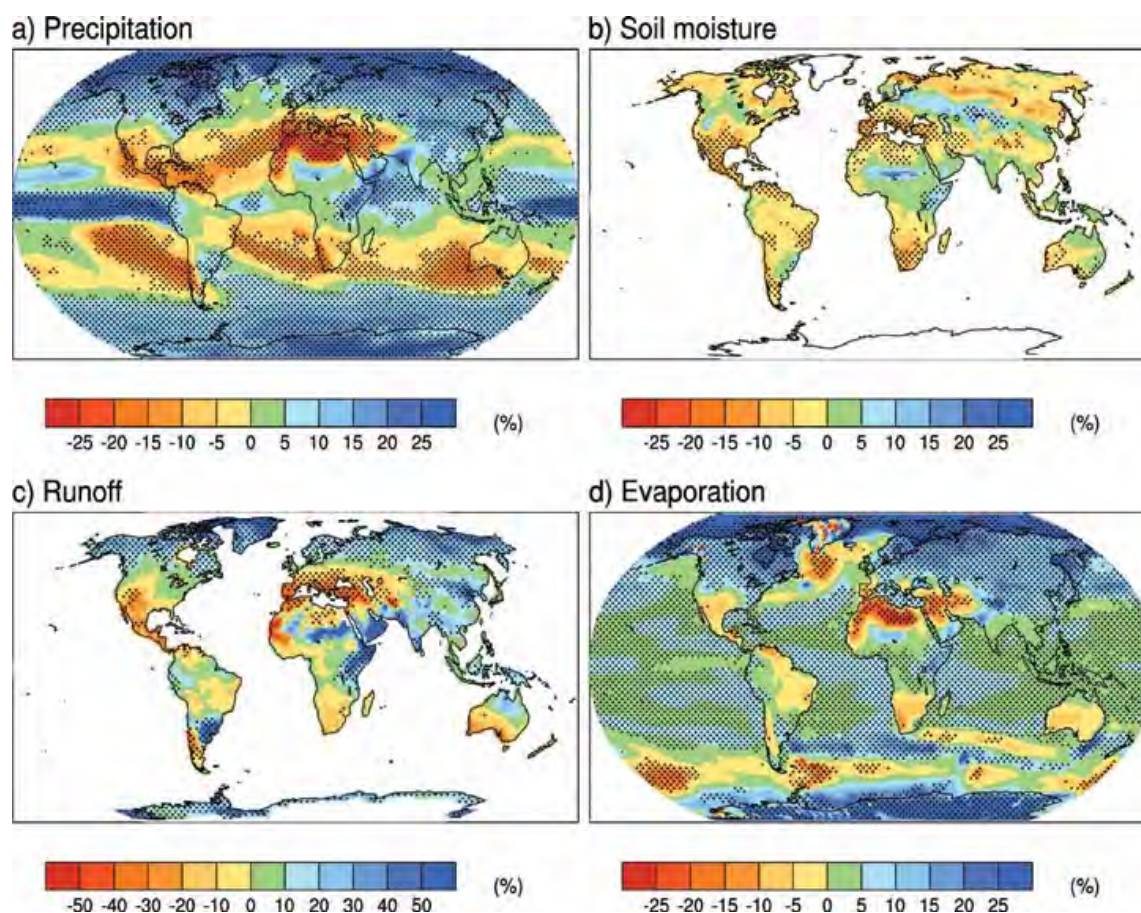 a) Precipitation
b) Soil moisture
-25 -20 -15 -10 -5 0 5 10 15 20 25 (%)
-25 -20 -15 -10 -5 0 5 10 15 20 25 (%)
c) Runoff
d) Evaporation
-50 -40 -30 -20 -10 0 10 20 30 40 50 (%)
-25 -20 -15 -10 -5 0 5 10 15 20 25 (%)